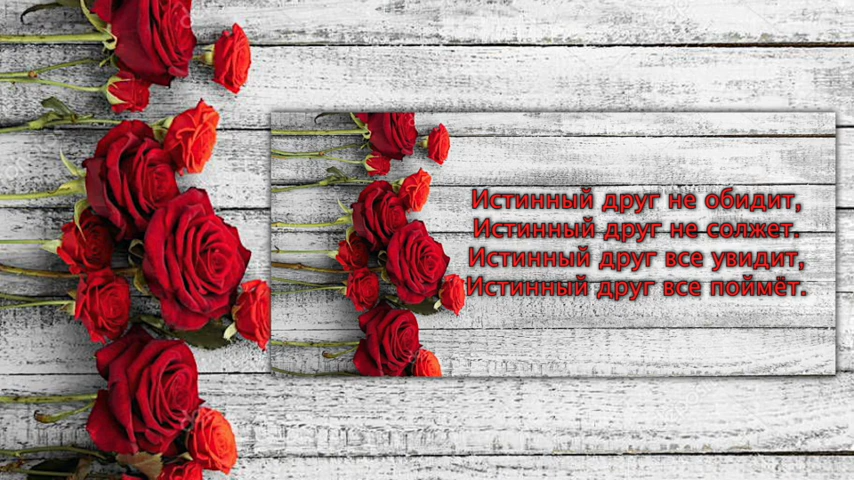 Истинный друг не обидит,
Истинный друг не солжет.
Истинный друг все увидит,
Истинный друг все поймёт.